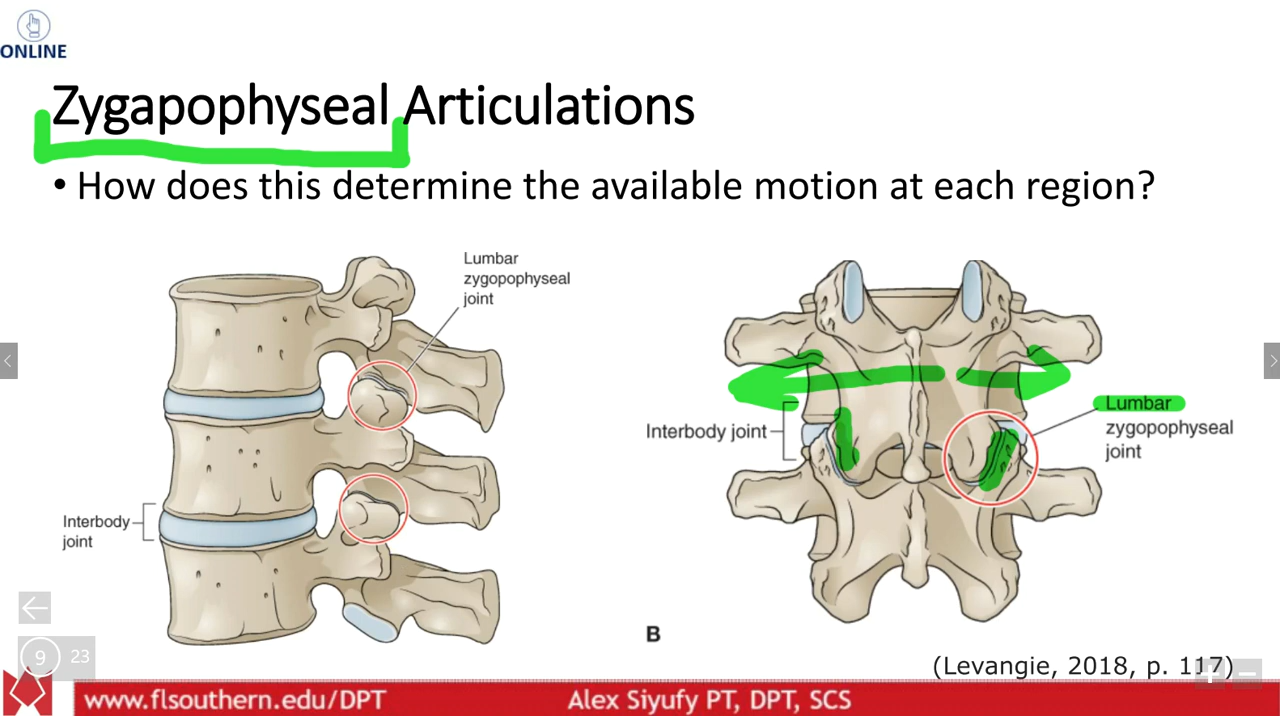 ONLINE
Zygapophyseal Articulations
• How does this determine the available motion at each region?
Lumbar
zygopophyseal
joint
Interbody
joint
Interbody joint
Lumbar
zygopophyseal
joint
B
(Levangie, 2018, p. 117)
9 23
www.flsouthern.edu/DPT Alex Siyufy PT, DPT, SCS